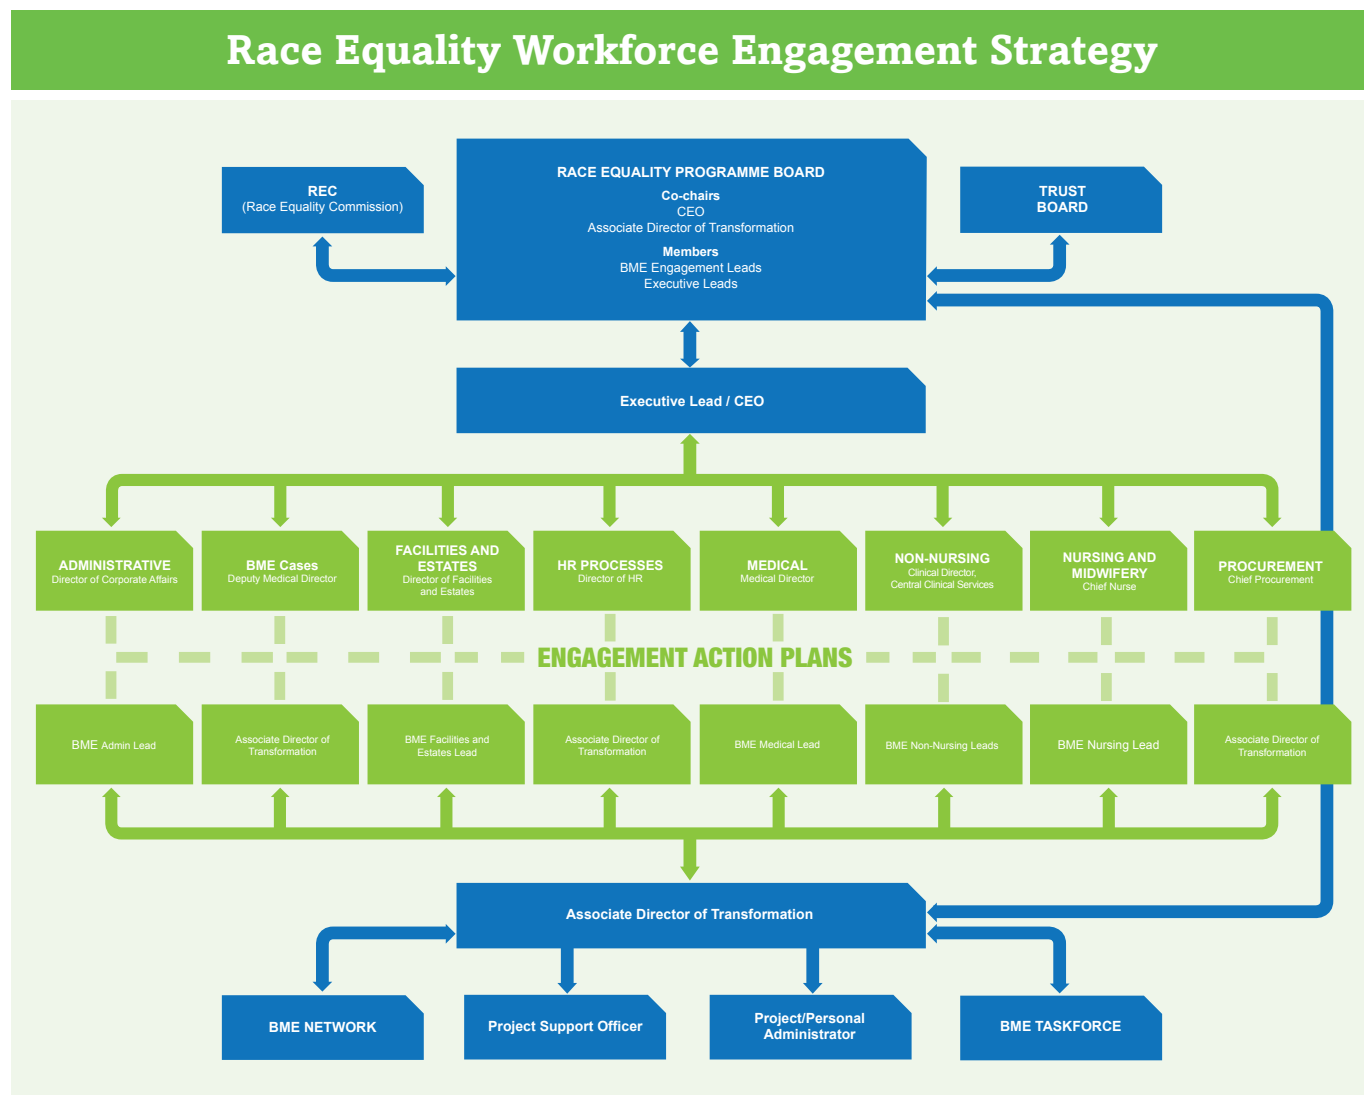 Race Equality Workforce Engagement Strategy
REC
(Race Equality Commission)
RACE EQUALITY PROGRAMME BOARD
Co-chairs
CEO
Associate Director of Transformation
Members
BME Engagement Leads
Executive Leads
TRUST
BOARD
Executive Lead / CEO
ADMINISTRATIVE
Director of Corporate Affairs
BME Cases
Deputy Medical Director
FACILITIES AND
ESTATES
Director of Facilities
and Estates
HR PROCESSES
Director of HR
MEDICAL
Medical Director
NON-NURSING
Clinical Director,
Central Clinical Services
NURSING AND
MIDWIFERY
Chief Nurse
PROCUREMENT
Chief Procurement
ENGAGEMENT ACTION PLANS
BME Admin Lead
Associate Director of
Transformation
BME Facilities and
Estates Lead
Associate Director of
Transformation
BME Medical Lead
BME Non-Nursing Leads
BME Nursing Lead
Associate Director of
Transformation
Associate Director of Transformation
BME NETWORK
Project Support Officer
Project/Personal
Administrator
BME TASKFORCE